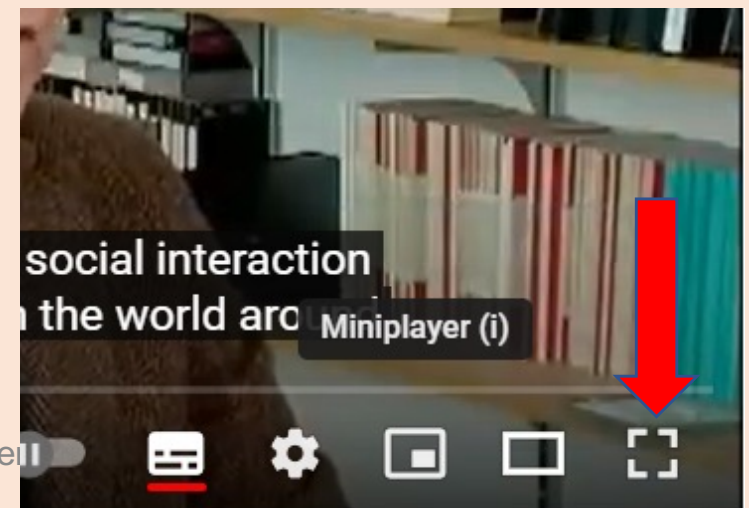 social interaction
the world aro
Miniplayer (i)